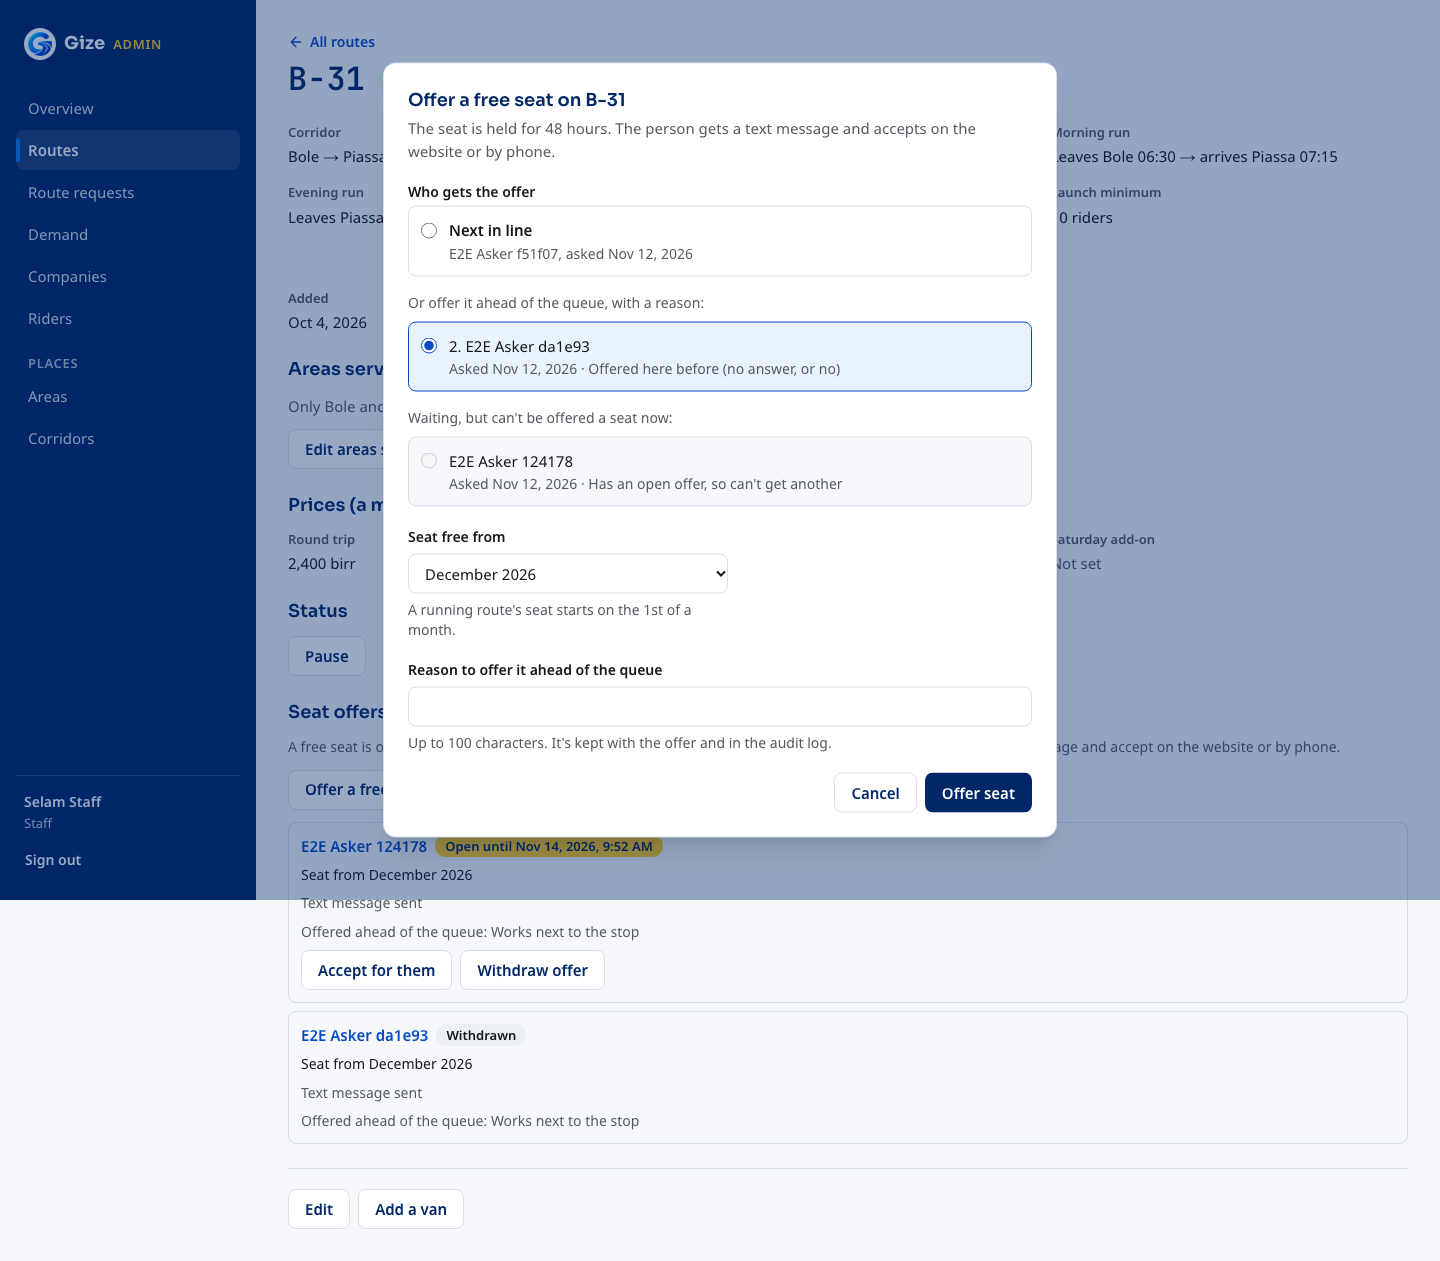 Gize ADMIN
Overview
Routes
Route requests
Demand
Companies
Riders
PLACES
Areas
Corridors
Selam Staff
Staff
Sign out
← All routes
B-31
Corridor
Bole → Piassa
Morning run
Leaves Bole 06:30 → arrives Piassa 07:15
Evening run
Leaves Piassa
Launch minimum
0 riders
Added
Oct 4, 2026
Areas serv
Only Bole and
Edit areas s
Prices (a m
Round trip
2,400 birr
Saturday add-on
Not set
Status
Pause
Seat offers
A free seat is o
age and accept on the website or by phone.
Offer a free
Offer a free seat on B-31
The seat is held for 48 hours. The person gets a text message and accepts on the
website or by phone.
Who gets the offer
Next in line
E2E Asker f51f07, asked Nov 12, 2026
Or offer it ahead of the queue, with a reason:
2. E2E Asker da1e93
Asked Nov 12, 2026 · Offered here before (no answer, or no)
Waiting, but can't be offered a seat now:
E2E Asker 124178
Asked Nov 12, 2026 · Has an open offer, so can't get another
Seat free from
December 2026
A running route's seat starts on the 1st of a
month.
Reason to offer it ahead of the queue
Up to 100 characters. It's kept with the offer and in the audit log.
Cancel
Offer seat
E2E Asker 124178 Open until Nov 14, 2026, 9:52 AM
Seat from December 2026
Text message sent
Offered ahead of the queue: Works next to the stop
Accept for them
Withdraw offer
E2E Asker da1e93 Withdrawn
Seat from December 2026
Text message sent
Offered ahead of the queue: Works next to the stop
Edit
Add a van